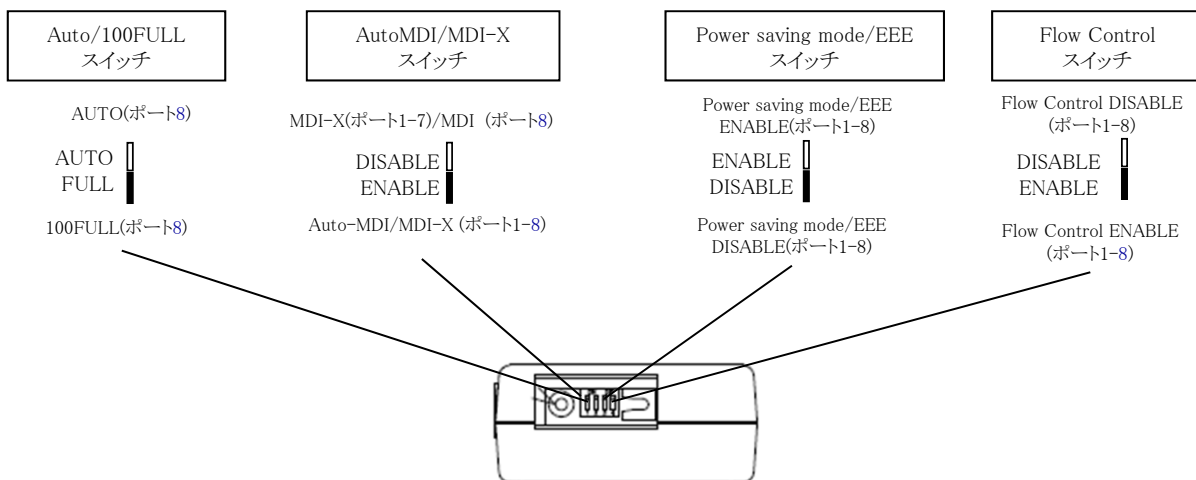 Auto/100FULL
スイッチ
AutoMDI/MDI-X
スイッチ
Power saving mode/EEE
スイッチ
Flow Control
スイッチ
AUTO(ポート8)
AUTO
FULL
100FULL(ポート8)
MDI-X(ポート1-7)/MDI (ポート8)
DISABLE
ENABLE
Auto-MDI/MDI-X (ポート1-8)
Power saving mode/EEE
ENABLE(ポート1-8)
ENABLE
DISABLE
Power saving mode/EEE
DISABLE(ポート1-8)
Flow Control DISABLE
(ポート1-8)
DISABLE
ENABLE
Flow Control ENABLE
(ポート1-8)